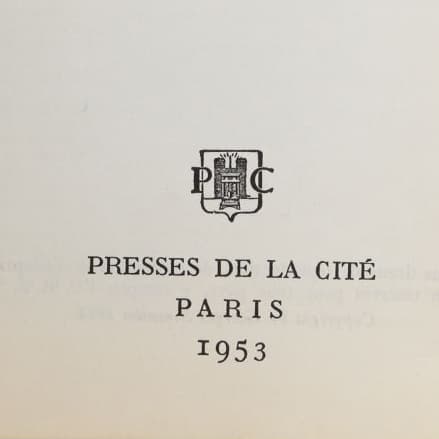 P C
PRESSES DE LA CITÉ
PARIS
1953